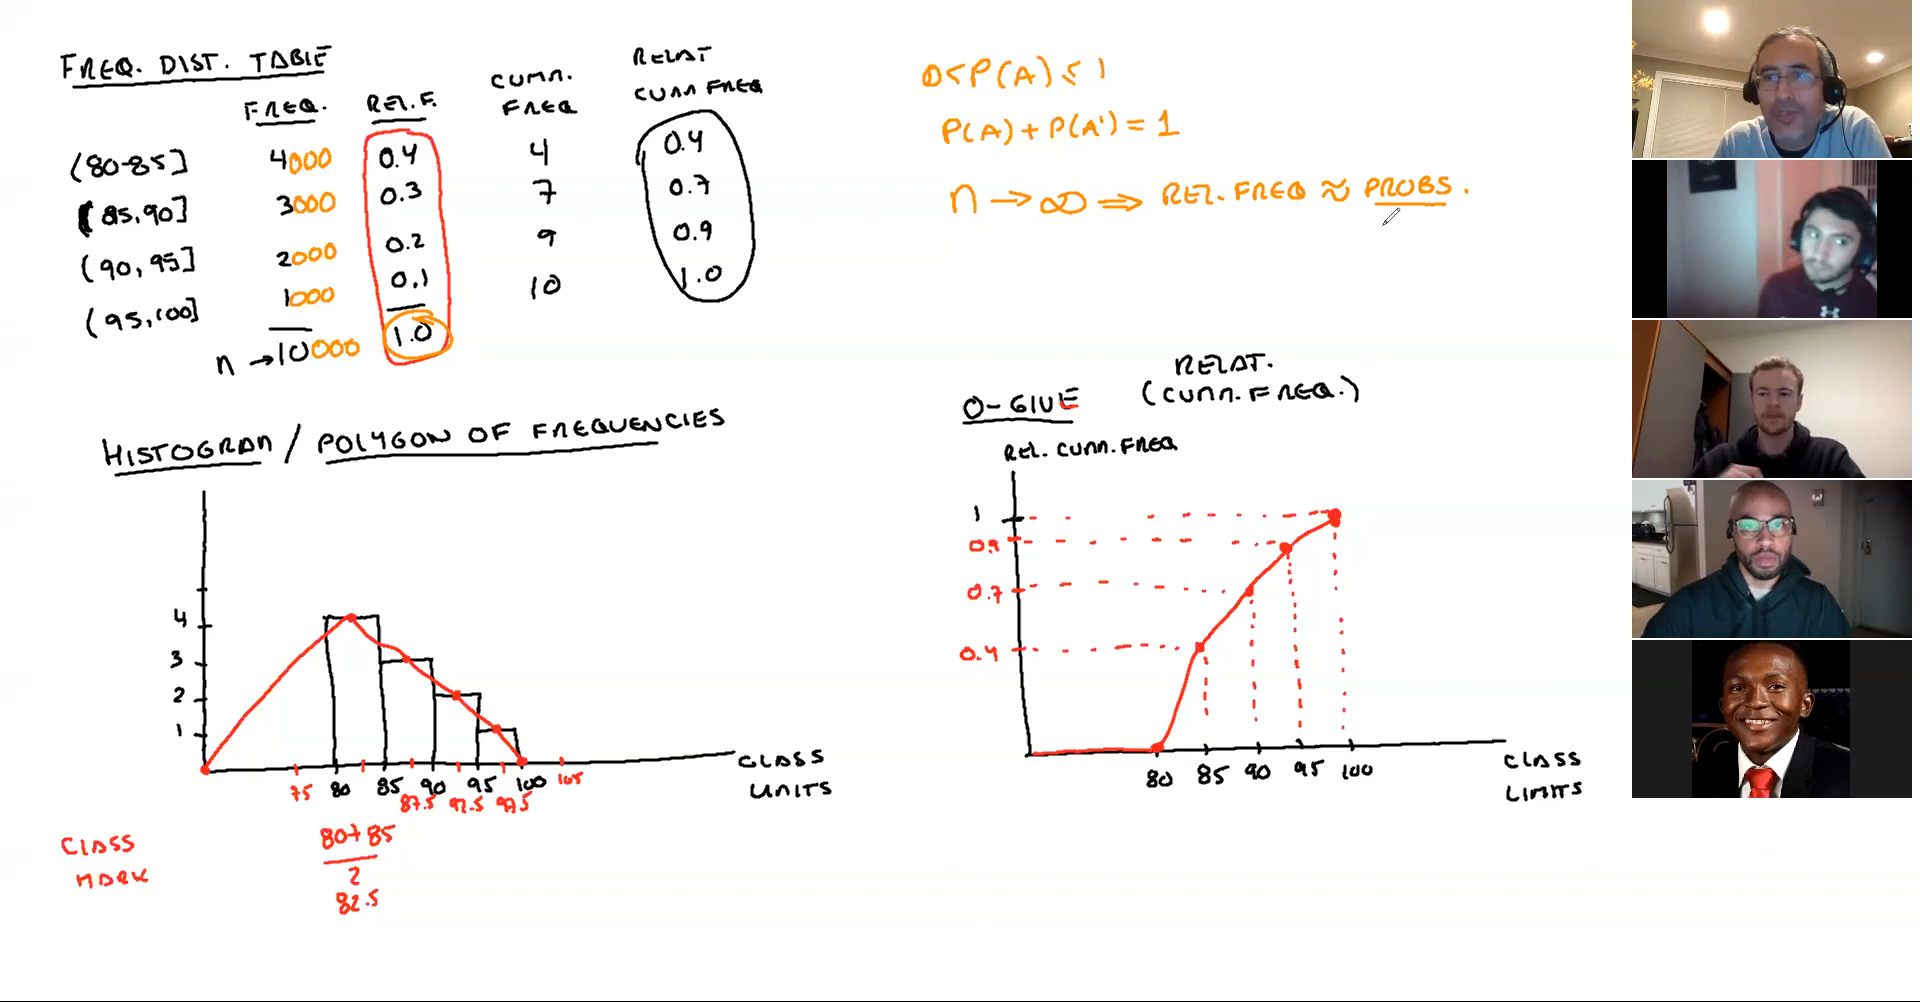 FREQ. DIST. TABLE
FREQ. REL.F. CUMM. FREQ RELAT CUMM FREQ
(80-85] 4000 0.4 4 0.4
(85,90] 3000 0.3 7 0.7
(90,95] 2000 0.2 9 0.9
(95,100] 1000 0.1 10 1.0
n → 10000 1.0
0<P(A) ≤ 1
P(A) + P(A') = 1
n → ∞ ⇒ REL. FREQ ≈ PROBS.
HISTOGRAM / POLYGON OF FREQUENCIES
4
3
2
1
75 80 85 90 95 100 105
87.5 92.5 97.5
CLASS
LIMITS
CLASS
MARK
80+85
2
82.5
O-GIVE
RELAT.
(CUMM. FREQ.)
REL. CUMM. FREQ
1
0.9
0.7
0.4
80 85 90 95 100
CLASS
LIMITS